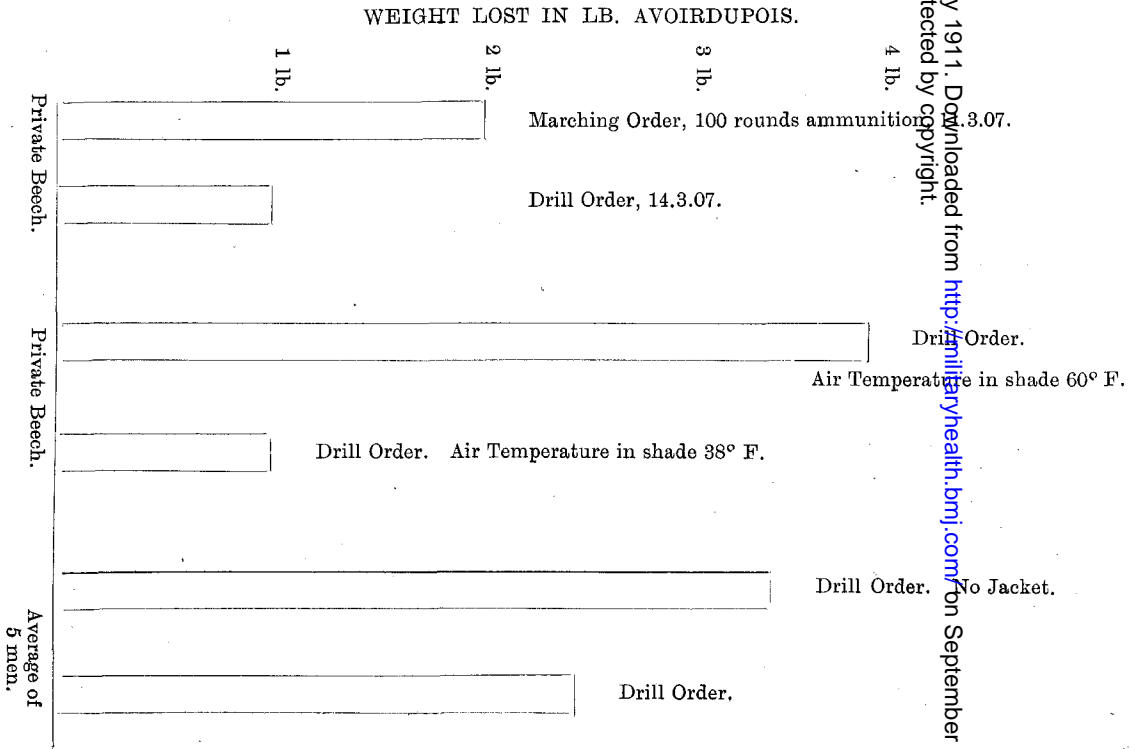 WEIGHT LOST IN LB. AVOIRDUPOIS.
1 lb.
2 lb.
3 lb.
4 lb.
Private Beech.
Marching Order, 100 rounds ammunition, .3.07.
Drill Order, 14.3.07.
Private Beech.
Drill Order.
Air Temperature in shade 60° F.
Drill Order. Air Temperature in shade 38° F.
Average of
5 men.
Drill Order. No Jacket.
Drill Order.
y 1911. Downloaded from http://militaryhealth.bmj.com/ on September
tected by copyright.